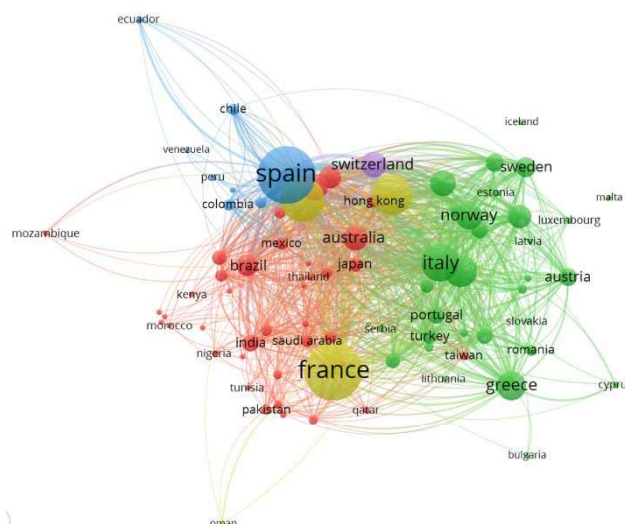 ecuador
chile
iceland
venezuela
spain
switzerland
sweden
peru
estonia
malta
colombia
hong kong
norway
luxembourg
mozambique
mexico
australia
latvia
brazil
thailand
japan
italy
austria
kenya
morocco
portugal
slovakia
india
saudi arabia
serbia
turkey
nigeria
taiwan
romania
france
tunisia
lithuania
greece
cyprus
pakistan
qatar
bulgaria
oman